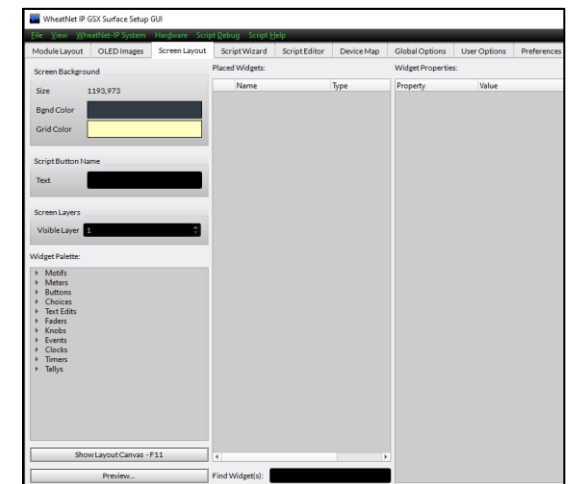 WheatNet IP GSX Surface Setup GUI
File View WheatNet-IP System Hardware Script Debug Script Help
Module Layout OLED Images Screen Layout Script Wizard Script Editor Device Map Global Options User Options Preferences
Screen Background
Size 1193,973
Bgnd Color
Grid Color
Script Button Name
Text
Screen Layers
Visible Layer 1
Widget Palette:
Motifs
Meters
Buttons
Choices
Text Edits
Faders
Knobs
Events
Clocks
Timers
Tallys
Show Layout Canvas - F11
Preview...
Placed Widgets:
Name Type
Find Widget(s):
Widget Properties:
Property Value